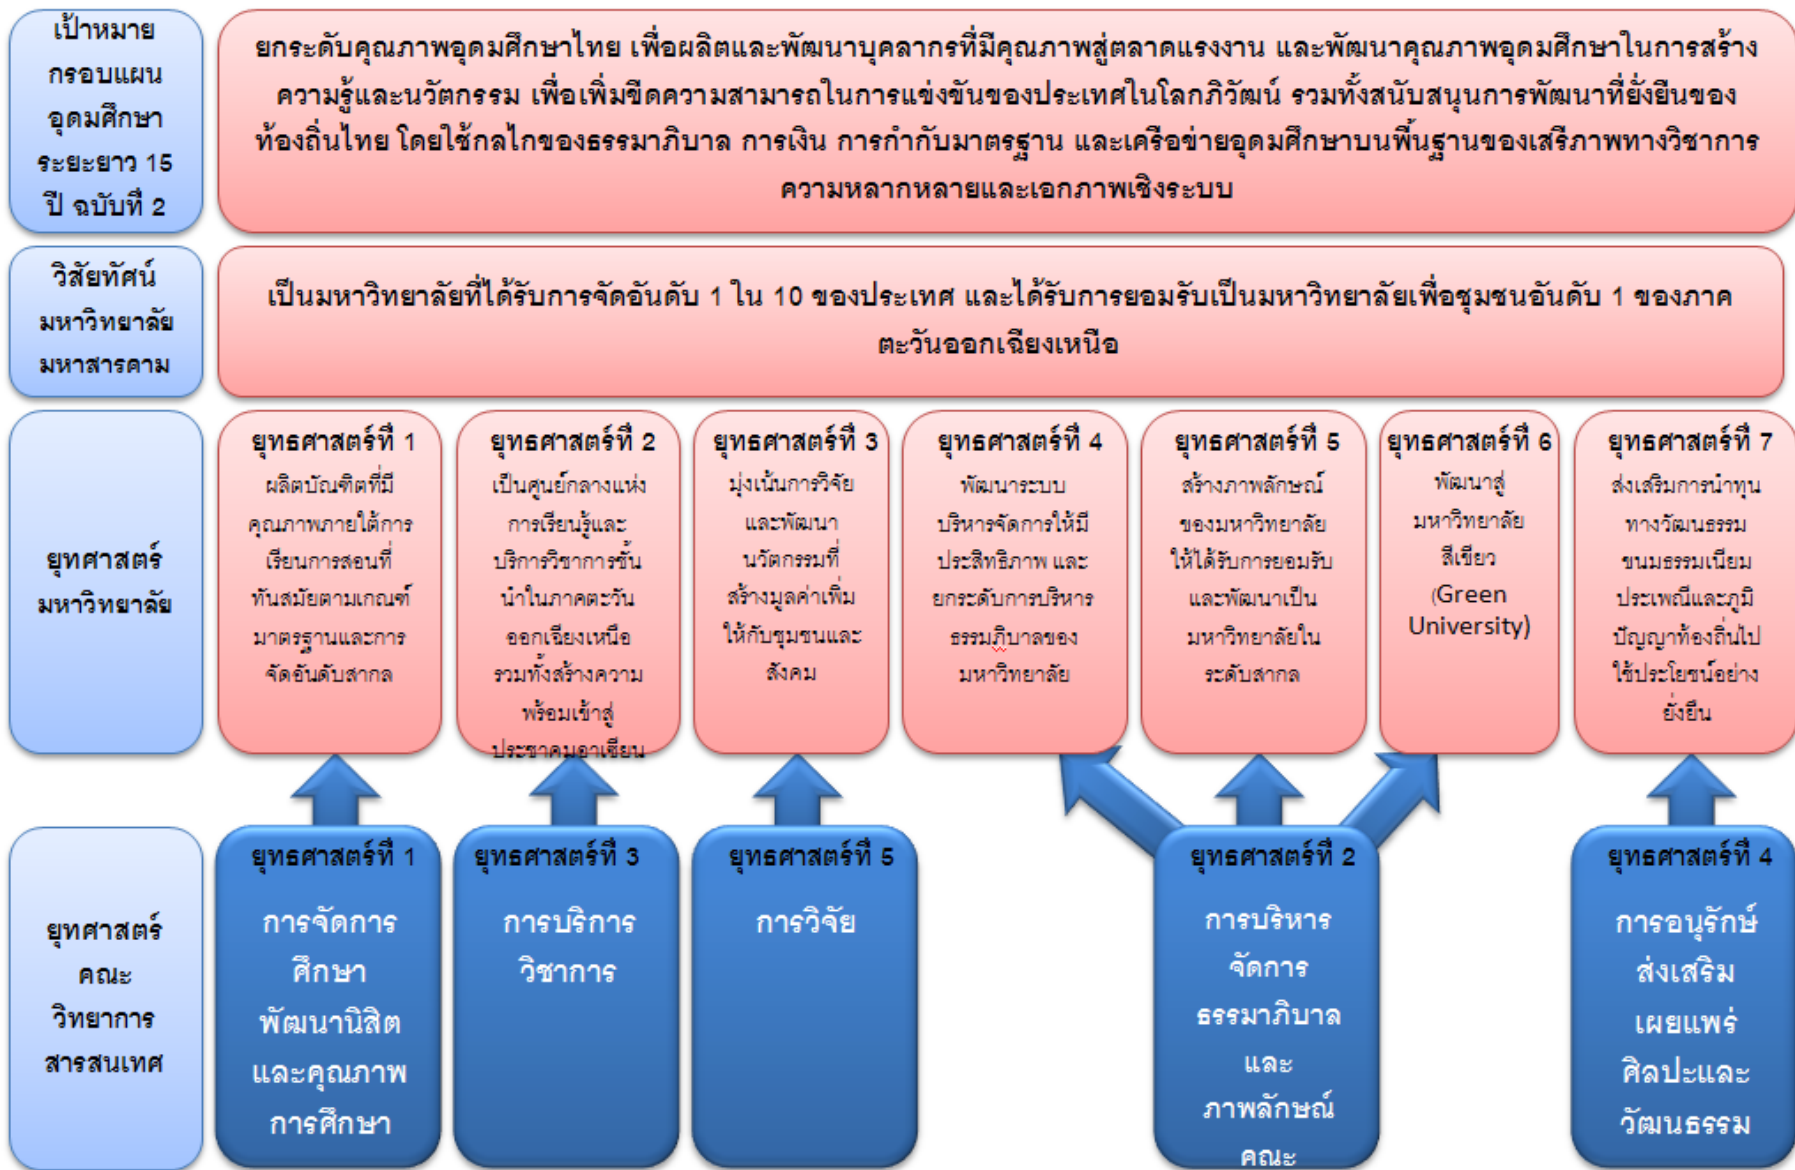 เป้าหมาย
กรอบแผน
อุดมศึกษา
ระยะยาว 15
ปี ฉบับที่ 2
ยกระดับคุณภาพอุดมศึกษาไทย เพื่อผลิตและพัฒนาบุคลากรที่มีคุณภาพสู่ตลาดแรงงาน และพัฒนาคุณภาพอุดมศึกษาในการสร้าง
ความรู้และนวัตกรรม เพื่อเพิ่มขีดความสามารถในการแข่งขันของประเทศในโลกภิวัฒน์ รวมทั้งสนับสนุนการพัฒนาที่ยั่งยืนของ
ท้องถิ่นไทย โดยใช้กลไกของธรรมาภิบาล การเงิน การกำกับมาตรฐาน และเครือข่ายอุดมศึกษาบนพื้นฐานของเสรีภาพทางวิชาการ
ความหลากหลายและเอกภาพเชิงระบบ
วิสัยทัศน์
มหาวิทยาลัย
มหาสารคาม
เป็นมหาวิทยาลัยที่ได้รับการจัดอันดับ 1 ใน 10 ของประเทศ และได้รับการยอมรับเป็นมหาวิทยาลัยเพื่อชุมชนอันดับ 1 ของภาค
ตะวันออกเฉียงเหนือ
ยุทศาสตร์
มหาวิทยาลัย
ยุทธศาสตร์ที่ 1
ผลิตบัณฑิตที่มี
คุณภาพภายใต้การ
เรียนการสอนที่
ทันสมัยตามเกณฑ์
มาตรฐานและการ
จัดอันดับสากล
ยุทธศาสตร์ที่ 2
เป็นศูนย์กลางแห่ง
การเรียนรู้และ
บริการวิชาการชั้น
นำในภาคตะวัน
ออกเฉียงเหนือ
รวมทั้งสร้างความ
พร้อมเข้าสู่
ประชาคมอาเซียน
ยุทธศาสตร์ที่ 3
มุ่งเน้นการวิจัย
และพัฒนา
นวัตกรรมที่
สร้างมูลค่าเพิ่ม
ให้กับชุมชนและ
สังคม
ยุทธศาสตร์ที่ 4
พัฒนาระบบ
บริหารจัดการให้มี
ประสิทธิภาพ และ
ยกระดับการบริหาร
ธรรมภิบาลของ
มหาวิทยาลัย
ยุทธศาสตร์ที่ 5
สร้างภาพลักษณ์
ของมหาวิทยาลัย
ให้ได้รับการยอมรับ
และพัฒนาเป็น
มหาวิทยาลัยใน
ระดับสากล
ยุทธศาสตร์ที่ 6
พัฒนาสู่
มหาวิทยาลัย
สีเขียว
(Green
University)
ยุทธศาสตร์ที่ 7
ส่งเสริมการนำทุน
ทางวัฒนธรรม
ขนมธรรมเนียม
ประเพณีและภูมิ
ปัญญาท้องถิ่นไป
ใช้ประโยชน์อย่าง
ยั่งยืน
ยุทศาสตร์
คณะ
วิทยาการ
สารสนเทศ
ยุทธศาสตร์ที่ 1
การจัดการ
ศึกษา
พัฒนานิสิต
และคุณภาพ
การศึกษา
ยุทธศาสตร์ที่ 3
การบริการ
วิชาการ
ยุทธศาสตร์ที่ 5
การวิจัย
ยุทธศาสตร์ที่ 2
การบริหาร
จัดการ
ธรรมาภิบาล
และ
ภาพลักษณ์
คณะ
ยุทธศาสตร์ที่ 4
การอนุรักษ์
ส่งเสริม
เผยแพร่
ศิลปะและ
วัฒนธรรม